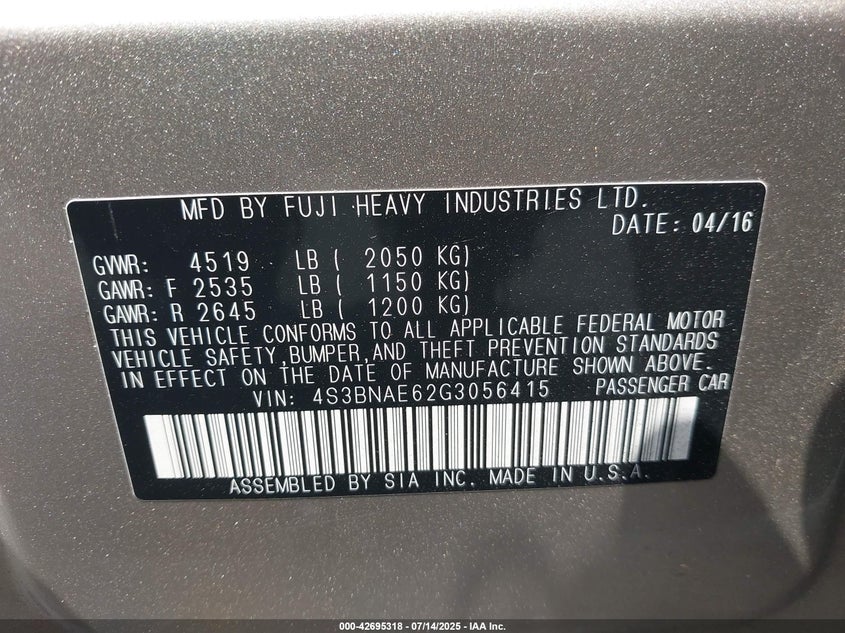 MFD BY FUJI HEAVY INDUSTRIES LTD.
DATE: 04/16
GVWR: 4519 LB ( 2050 KG)
GAWR: F 2535 LB ( 1150 KG)
GAWR: R 2645 LB ( 1200 KG)
THIS VEHICLE CONFORMS TO ALL APPLICABLE FEDERAL MOTOR
VEHICLE SAFETY, BUMPER, AND THEFT PREVENTION STANDARDS
IN EFFECT ON THE DATE OF MANUFACTURE SHOWN ABOVE.
VIN: 4S3BNAE62G3056415 PASSENGER CAR
ASSEMBLED BY SIA INC. MADE IN U.S.A.
000-42695318 - 07/14/2025 - IAA Inc.